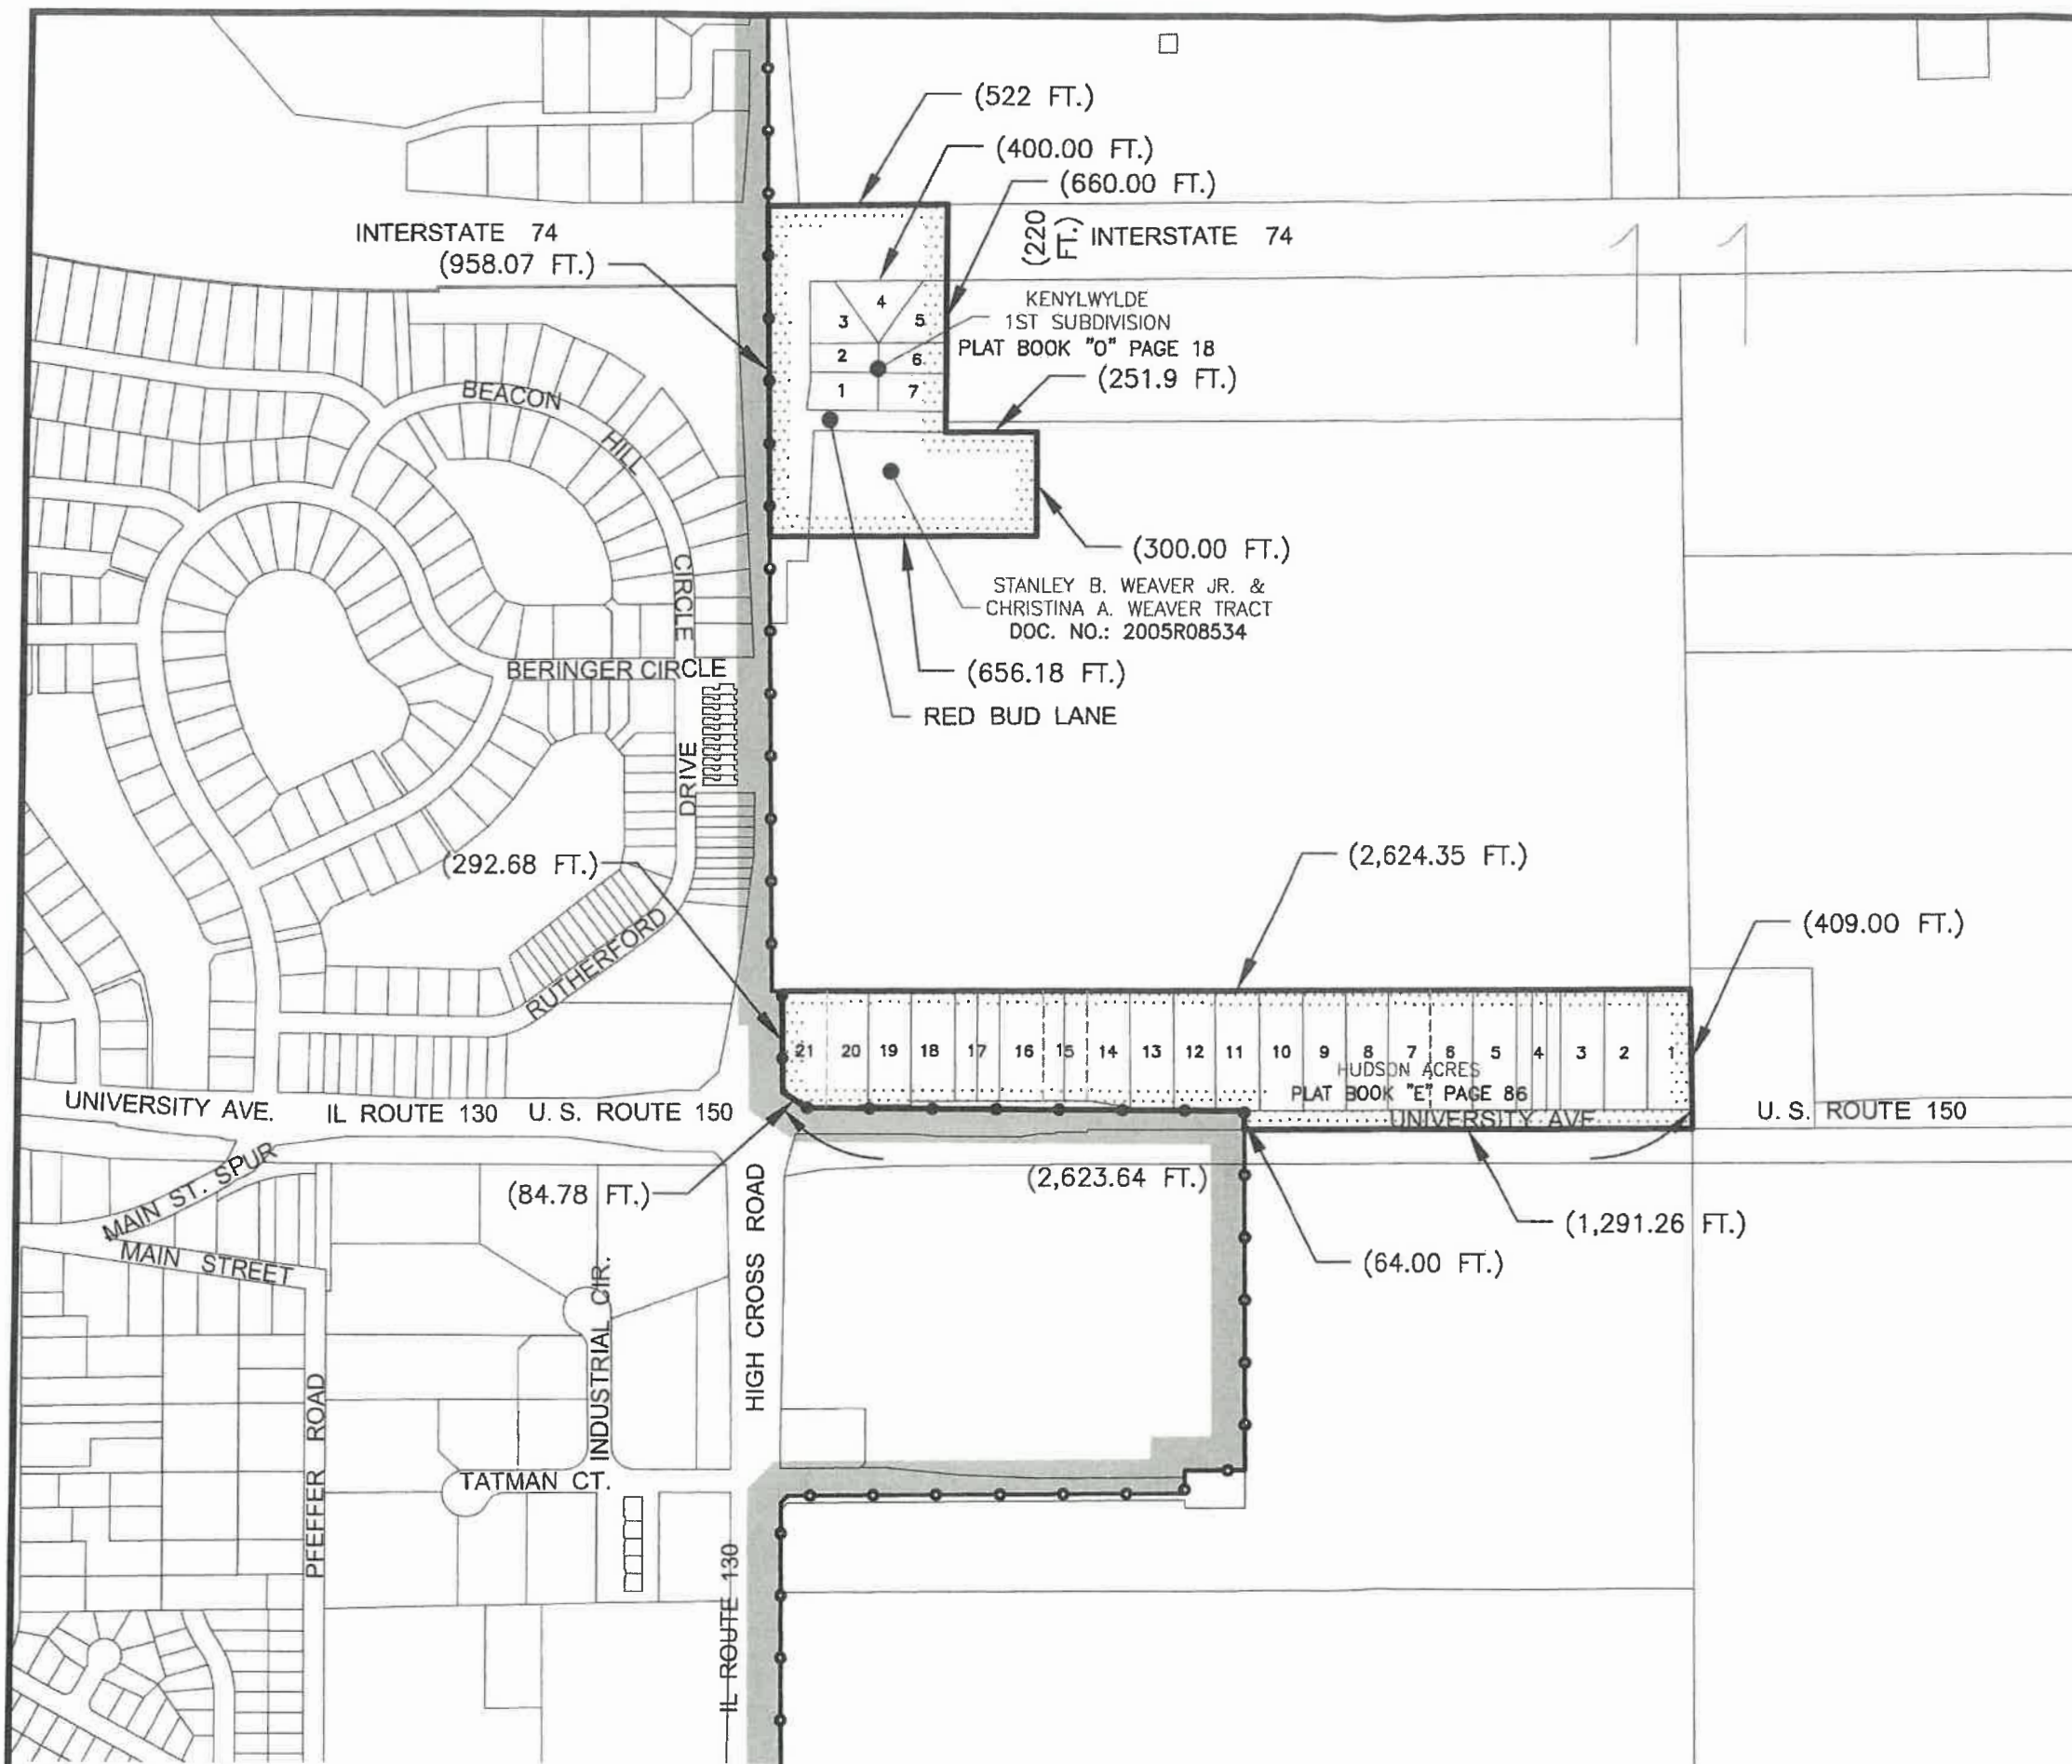 (522 FT.)
(400.00 FT.)
(660.00 FT.)
INTERSTATE 74
(958.07 FT.)
(220
FT.)
INTERSTATE 74
11
KENYLWYLDE
1ST SUBDIVISION
PLAT BOOK "O" PAGE 18
4
3
5
2
6
1
7
(251.9 FT.)
BEACON
HILL
CIRCLE
DRIVE
(300.00 FT.)
STANLEY B. WEAVER JR. &
CHRISTINA A. WEAVER TRACT
DOC. NO.: 2005R08534
BERINGER CIRCLE
(656.18 FT.)
RED BUD LANE
(292.68 FT.)
(2,624.35 FT.)
(409.00 FT.)
RUTHERFORD
21 20 19 18 17 16 15 14 13 12 11 10 9 8 7 6 5 4 3 2 1
HUDSON ACRES
PLAT BOOK "E" PAGE 86
UNIVERSITY AVE.
IL ROUTE 130
U.S. ROUTE 150
UNIVERSITY AVE
U.S. ROUTE 150
(2,623.64 FT.)
(84.78 FT.)
(1,291.26 FT.)
(64.00 FT.)
MAIN ST. SPUR
MAIN STREET
HIGH CROSS ROAD
INDUSTRIAL CIR.
PFEFFER ROAD
TATMAN CT.
IL ROUTE 130